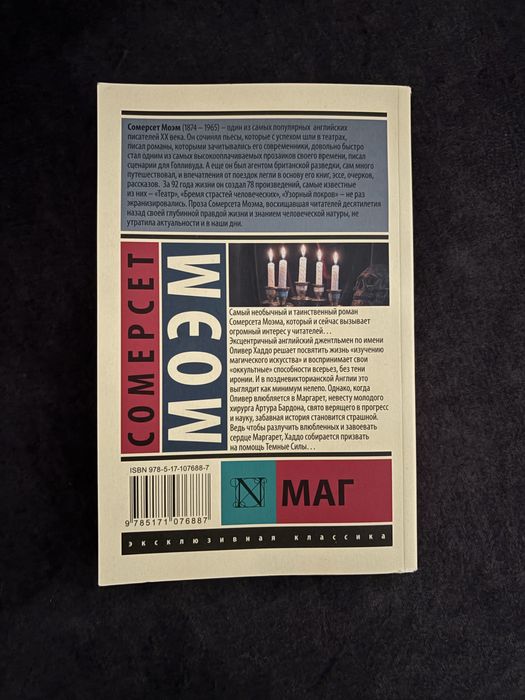 Сомерсет Моэм (1874 – 1965) – один из самых популярных английских
писателей XX века. Он сочинял пьесы, которые с успехом шли в театрах,
писал романы, которыми зачитывались его современники, довольно быстро
стал одним из самых высокооплачиваемых прозаиков своего времени, писал
сценарии для Голливуда. А еще он был агентом британской разведки, сам много
путешествовал, и впечатления от поездок легли в основу его книг, эссе, очерков,
рассказов. За 92 года жизни он создал 78 произведений, самые известные
из них – «Театр», «Бремя страстей человеческих», «Узорный покров» – не раз
экранизировались. Проза Сомерсета Моэма, восхищавшая читателей десятилетия
назад своей глубинной правдой жизни и знанием человеческой натуры, не
утратила актуальности и в наши дни.
СОМЕРСЕТ
МОЭМ
Самый необычный и таинственный роман
Сомерсета Моэма, который и сейчас вызывает
огромный интерес у читателей…
Эксцентричный английский джентльмен по имени
Оливер Хаддо решает посвятить жизнь «изучению
магического искусства» и воспринимает свои
«оккультные» способности всерьез, без тени
иронии. И в поздневикторианской Англии это
выглядит как минимум нелепо. Однако, когда
Оливер влюбляется в Маргарет, невесту молодого
хирурга Артура Бардона, свято верящего в прогресс
и науку, забавная история становится страшной.
Ведь чтобы разлучить влюбленных и завоевать
сердце Маргарет, Хаддо собирается призвать
на помощь Темные Силы…
ISBN 978-5-17-107688-7
9 785171 076887
N
МАГ
эксклюзивная классика